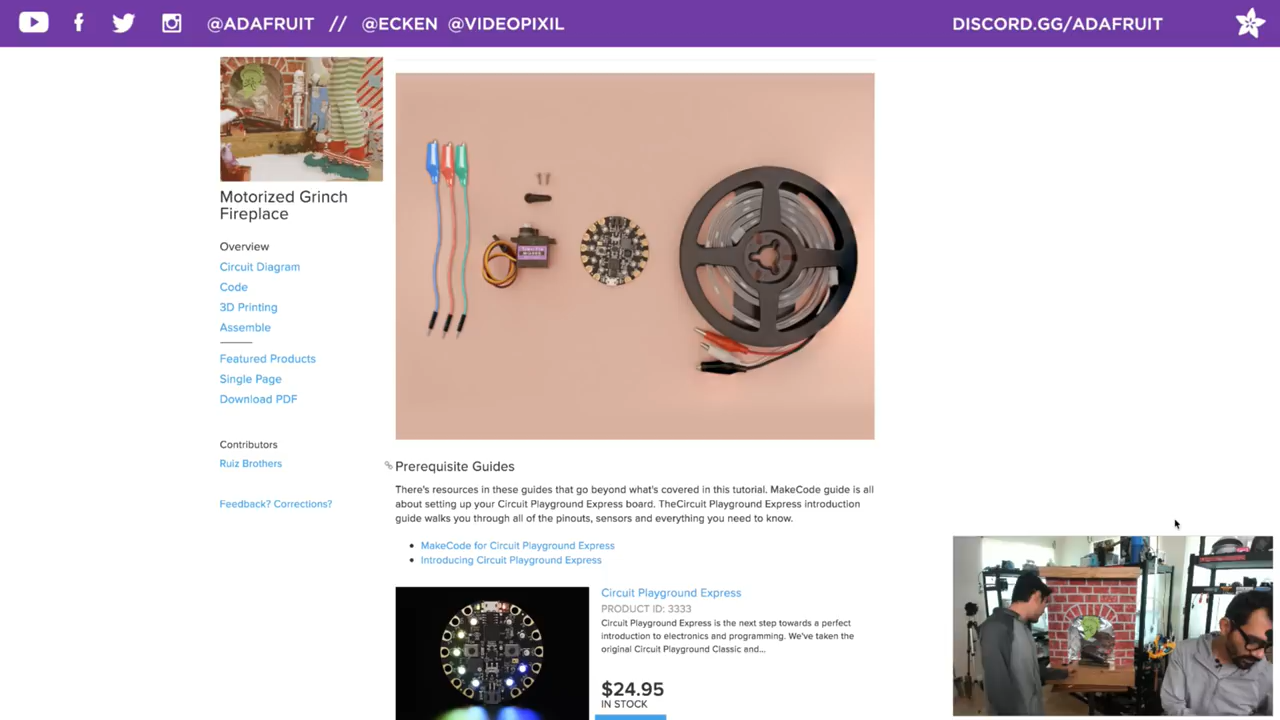 @ADAFRUIT // @ECKEN @VIDEOPIXIL
DISCORD.GG/ADAFRUIT
Motorized Grinch
Fireplace
Overview
Circuit Diagram
Code
3D Printing
Assemble
Featured Products
Single Page
Download PDF
Contributors
Ruiz Brothers
Feedback? Corrections?
Prerequisite Guides
There's resources in these guides that go beyond what's covered in this tutorial. MakeCode guide is all
about setting up your Circuit Playground Express board. TheCircuit Playground Express introduction
guide walks you through all of the pinouts, sensors and everything you need to know.
MakeCode for Circuit Playground Express
Introducing Circuit Playground Express
Circuit Playground Express
PRODUCT ID: 3333
Circuit Playground Express is the next step towards a perfect
introduction to electronics and programming. We've taken the
original Circuit Playground Classic and...
$24.95
IN STOCK